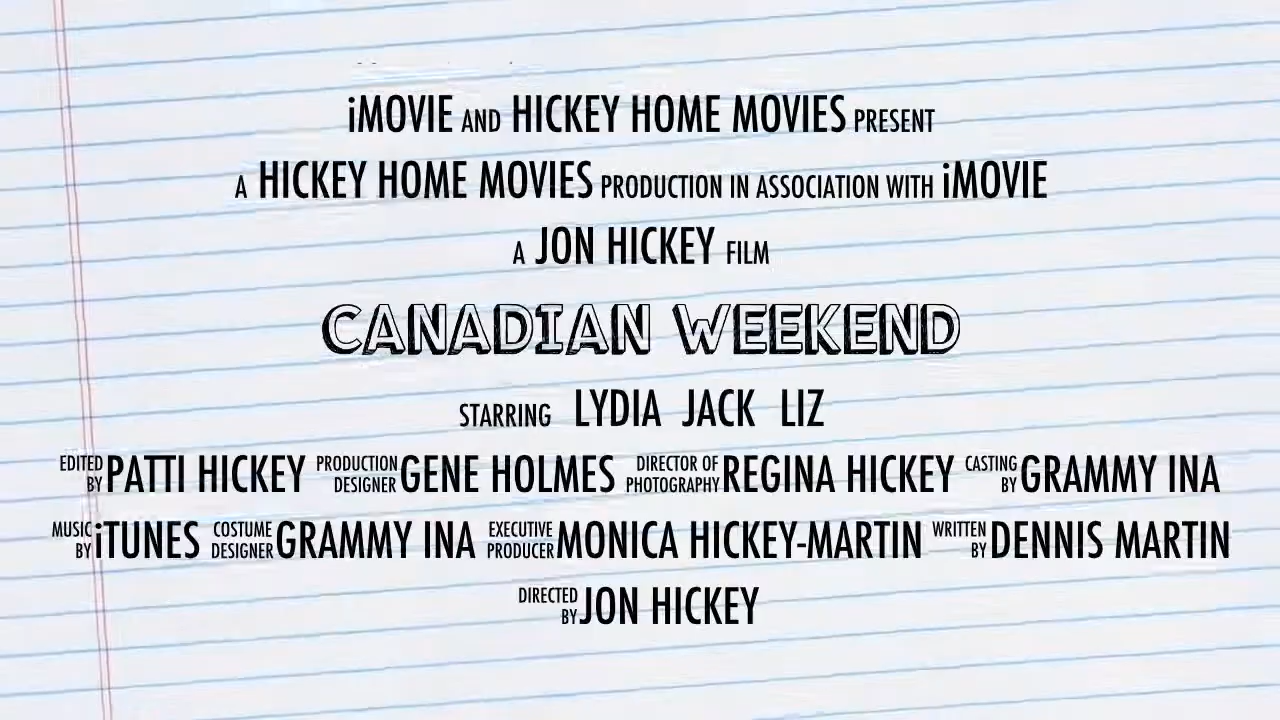 iMOVIE AND HICKEY HOME MOVIES PRESENT
A HICKEY HOME MOVIES PRODUCTION IN ASSOCIATION WITH iMOVIE
A JON HICKEY FILM
CANADIAN WEEKEND
STARRING LYDIA JACK LIZ
EDITED BY PATTI HICKEY PRODUCTION DESIGNER GENE HOLMES DIRECTOR OF PHOTOGRAPHY REGINA HICKEY CASTING BY GRAMMY INA
MUSIC BY iTUNES COSTUME DESIGNER GRAMMY INA EXECUTIVE PRODUCER MONICA HICKEY-MARTIN WRITTEN BY DENNIS MARTIN
DIRECTED BY JON HICKEY